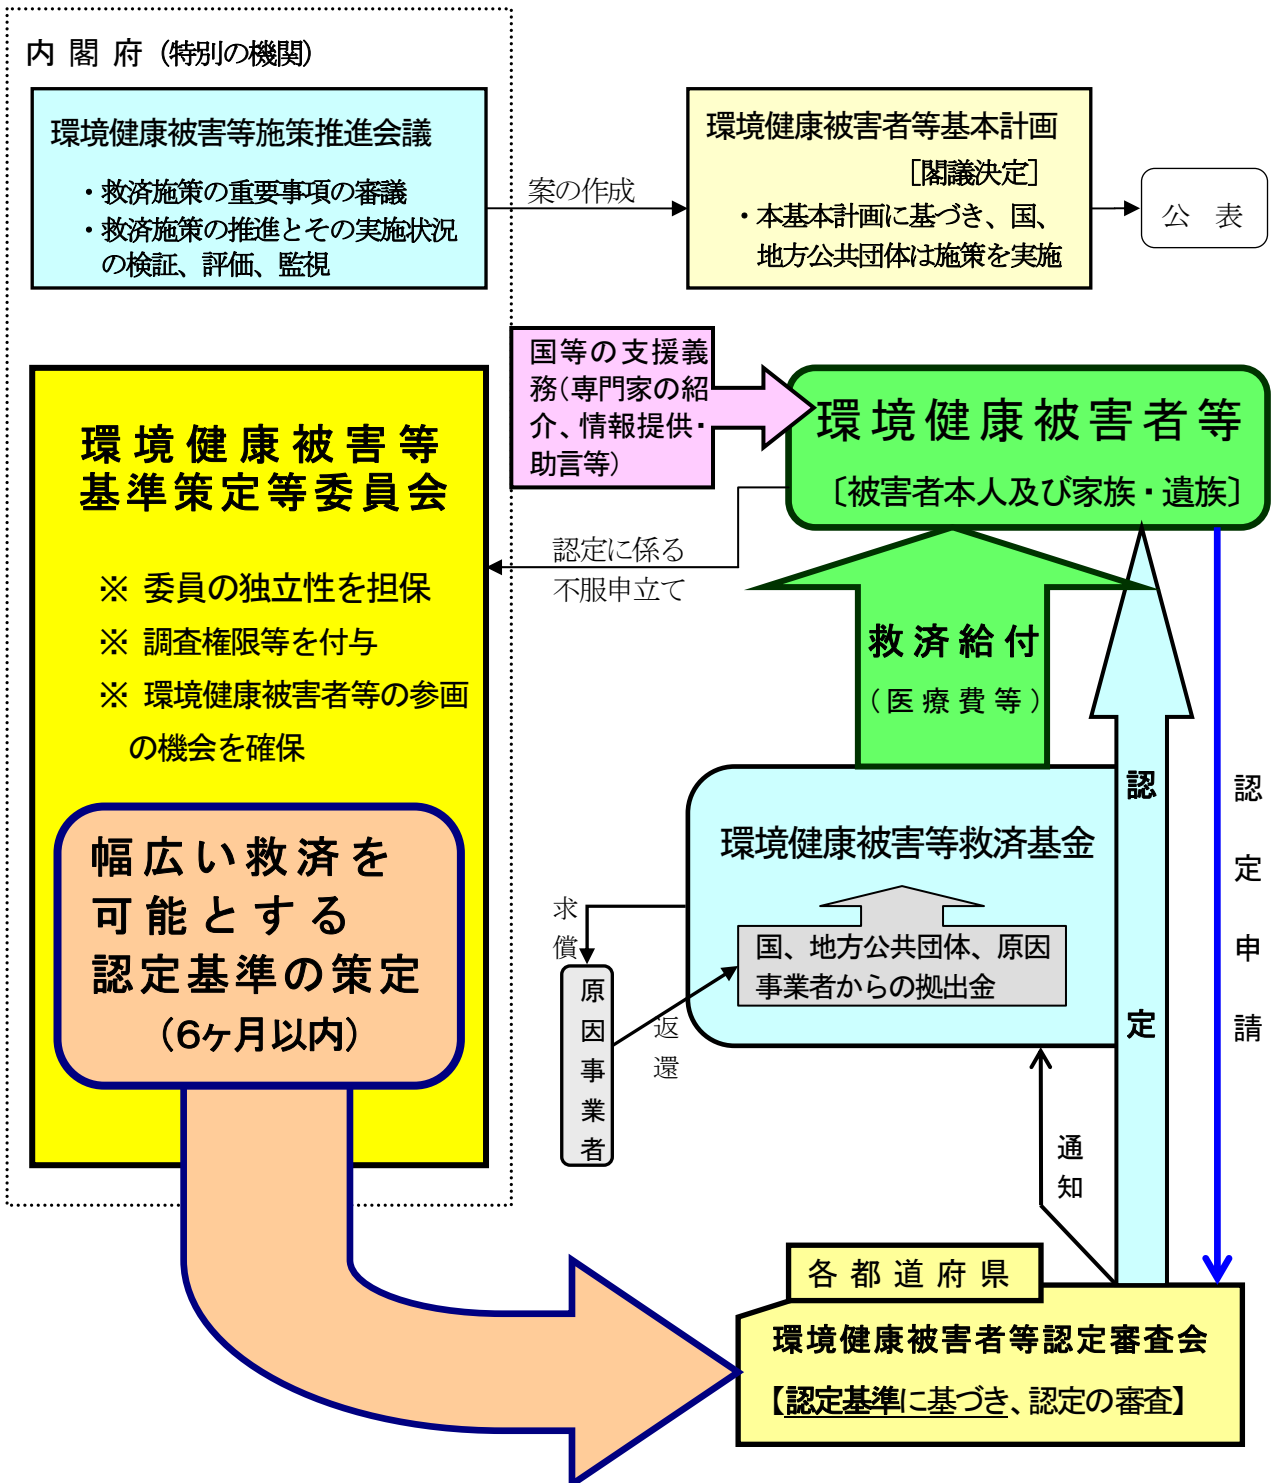 内閣府（特別の機関）
環境健康被害等施策推進会議
・救済施策の重要事項の審議
・救済施策の推進とその実施状況
の検証、評価、監視
案の作成
環境健康被害者等基本計画
［閣議決定］
・本基本計画に基づき、国、
地方公共団体は施策を実施
公　表
国等の支援義
務（専門家の紹
介、情報提供・
助言等）
環境健康被害者等
〔被害者本人及び家族・遺族〕
環境健康被害等
基準策定等委員会
※ 委員の独立性を担保
※ 調査権限等を付与
※ 環境健康被害者等の参画
の機会を確保
認定に係る
不服申立て
救済給付
（医療費等）
幅広い救済を
可能とする
認定基準の策定
（6ヶ月以内）
環境健康被害等救済基金
国、地方公共団体、原因
事業者からの拠出金
求償
原因事業者
返還
認定
認定申請
通知
各都道府県
環境健康被害者等認定審査会
【認定基準に基づき、認定の審査】